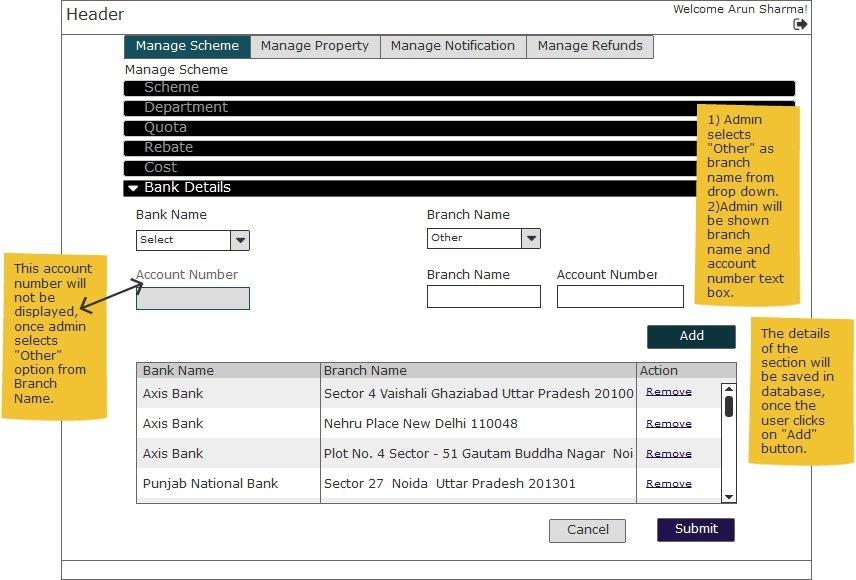 Header
Welcome Arun Sharma!
Manage Scheme Manage Property Manage Notification Manage Refunds
Manage Scheme
Scheme
Department
Quota
Rebate
Cost
Bank Details
1) Admin
selects
"Other" as
branch
name from
drop down.
2)Admin will
be shown
branch
name and
account
number text
box.
Bank Name Branch Name
Select Other
This account
number will
not be
displayed,
once admin
selects
"Other"
option from
Branch
Name.
Account Number Branch Name Account Number
Add
The details
of the
section will
be saved in
database,
once the
user clicks
on "Add"
button.
Bank Name Branch Name Action
Axis Bank Sector 4 Vaishali Ghaziabad Uttar Pradesh 20100 Remove
Axis Bank Nehru Place New Delhi 110048 Remove
Axis Bank Plot No. 4 Sector - 51 Gautam Buddha Nagar Noi Remove
Punjab National Bank Sector 27 Noida Uttar Pradesh 201301 Remove
Cancel Submit